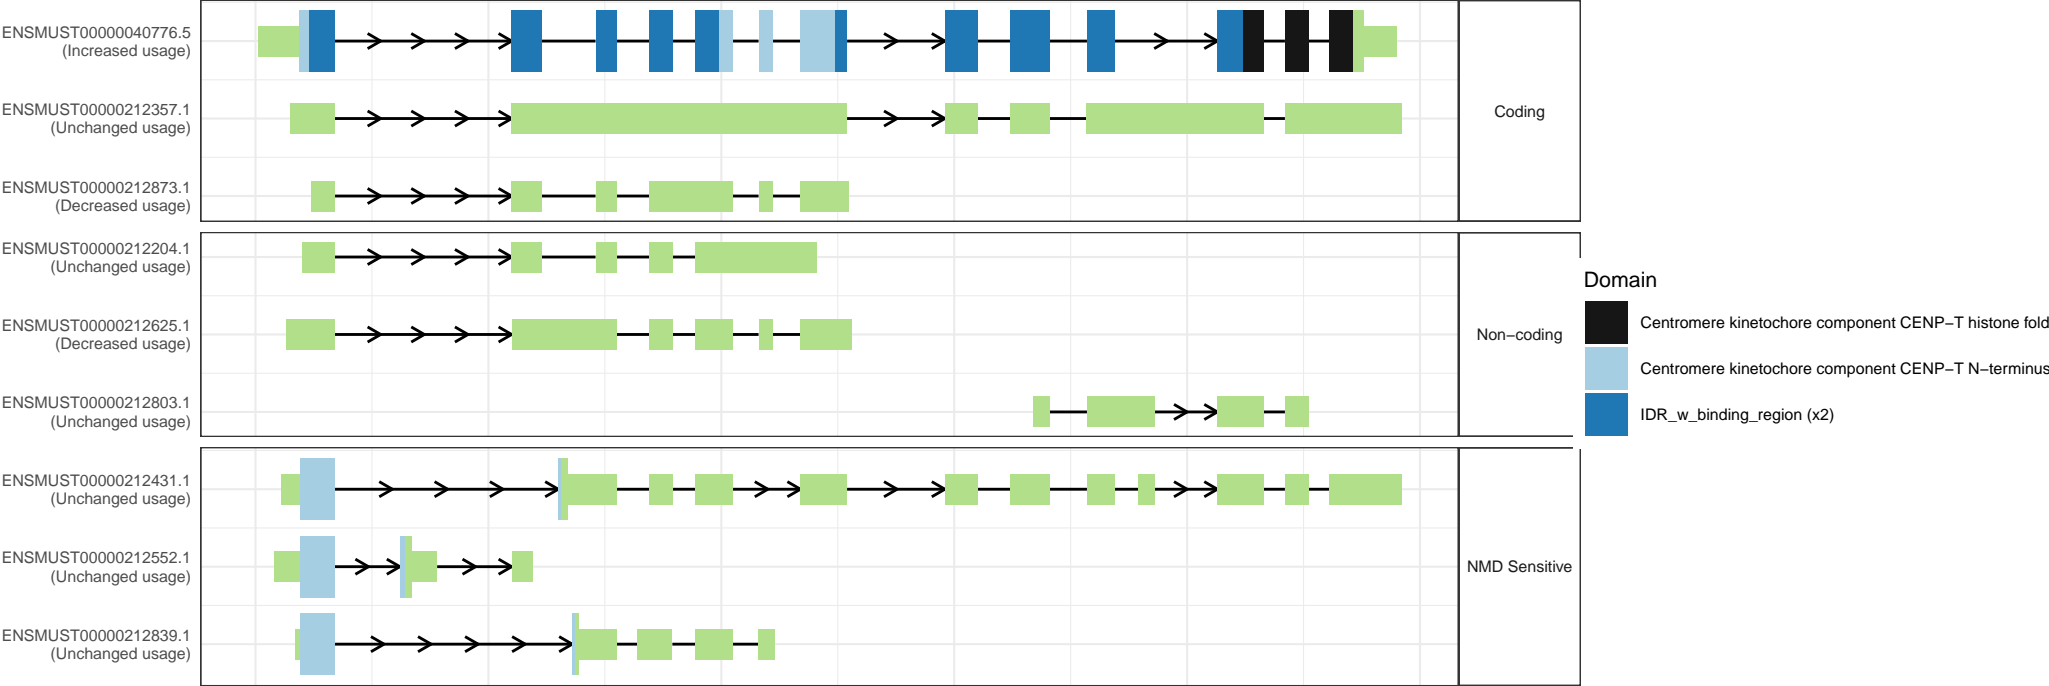 ENSMUST00000040776.5
(Increased usage)
ENSMUST00000212357.1
(Unchanged usage)
ENSMUST00000212873.1
(Decreased usage)
Coding
ENSMUST00000212204.1
(Unchanged usage)
ENSMUST00000212625.1
(Decreased usage)
ENSMUST00000212803.1
(Unchanged usage)
Non−coding
ENSMUST00000212431.1
(Unchanged usage)
ENSMUST00000212552.1
(Unchanged usage)
ENSMUST00000212839.1
(Unchanged usage)
NMD Sensitive
Domain
Centromere kinetochore component CENP−T histone fold
Centromere kinetochore component CENP−T N−terminus
IDR_w_binding_region (x2)